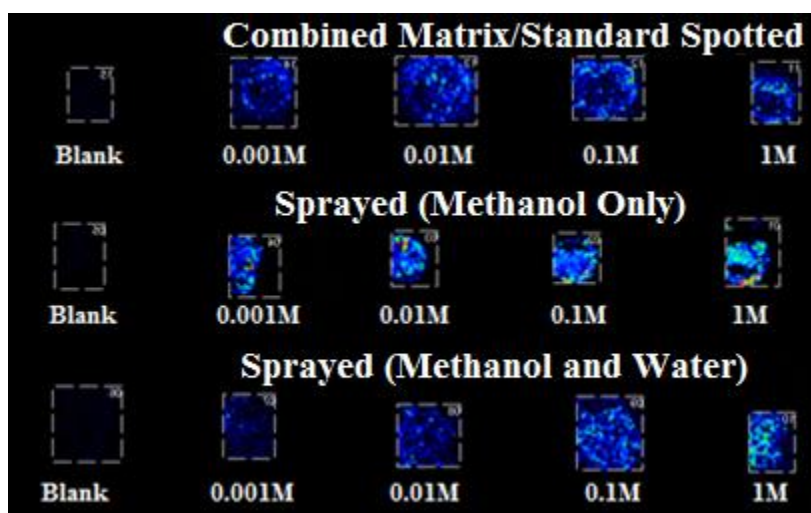 Combined Matrix/Standard Spotted
Blank 0.001M 0.01M 0.1M 1M
Sprayed (Methanol Only)
Blank 0.001M 0.01M 0.1M 1M
Sprayed (Methanol and Water)
Blank 0.001M 0.01M 0.1M 1M